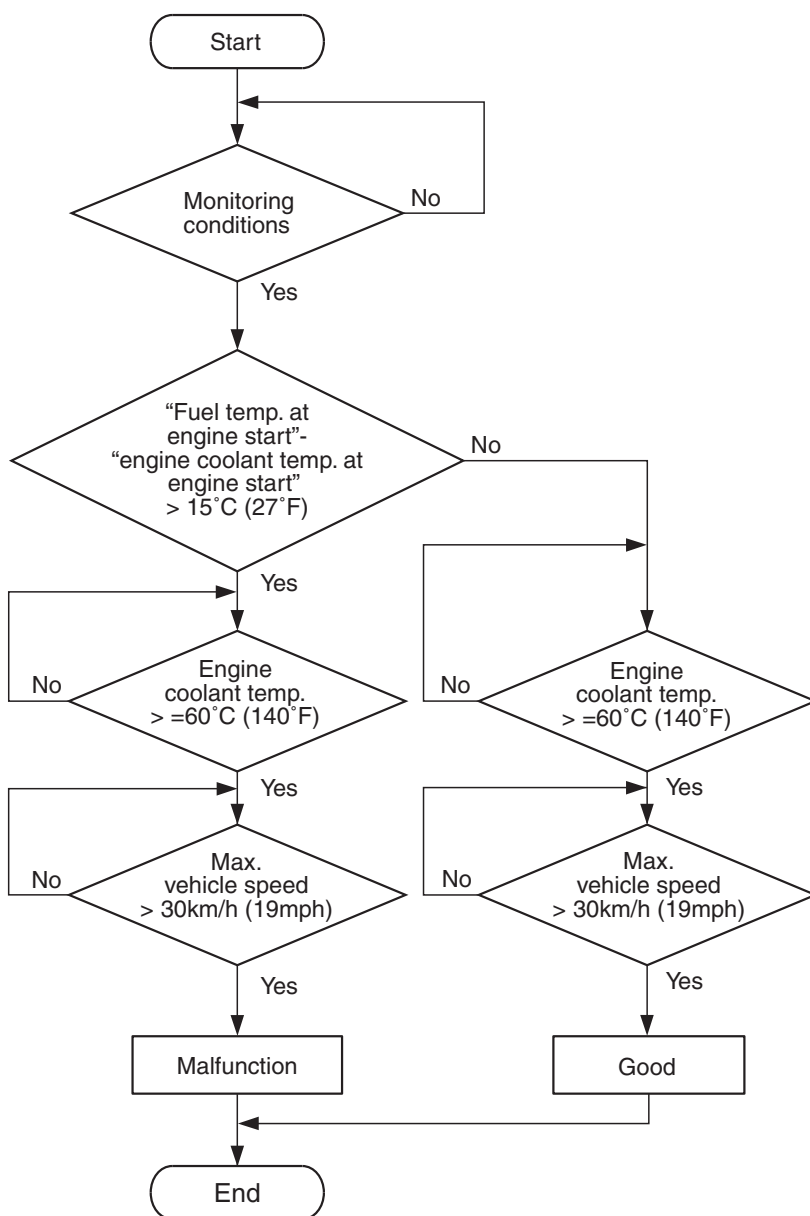 Start
Monitoring
conditions
No
Yes
“Fuel temp. at
engine start”-
“engine coolant temp. at
engine start”
> 15˚C (27˚F)
No
Yes
Engine
coolant temp.
> =60˚C (140˚F)
No
Yes
Max.
vehicle speed
> 30km/h (19mph)
No
Yes
Malfunction
Engine
coolant temp.
> =60˚C (140˚F)
No
Yes
Max.
vehicle speed
> 30km/h (19mph)
No
Yes
Good
End